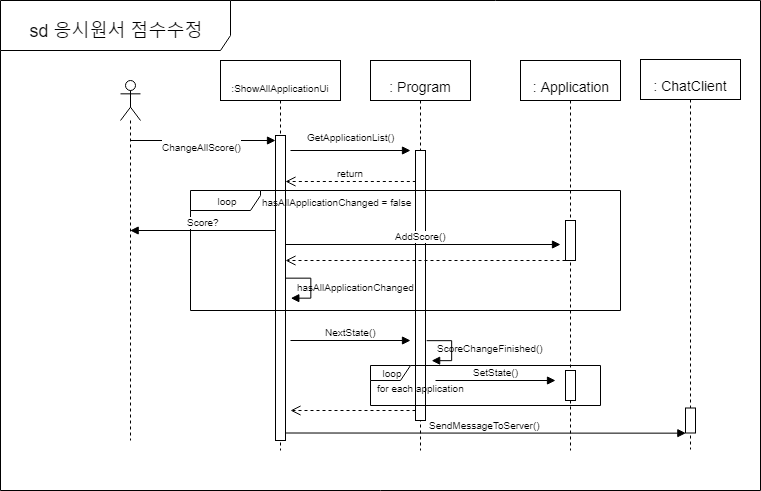 sd 응시원서 점수수정
:ShowAllApplicationUi
: Program
: Application
: ChatClient
ChangeAllScore()
GetApplicationList()
return
loop
hasAllApplicationChanged = false
Score?
AddScore()
hasAllApplicationChanged
NextState()
ScoreChangeFinished()
loop
SetState()
for each application
SendMessageToServer()